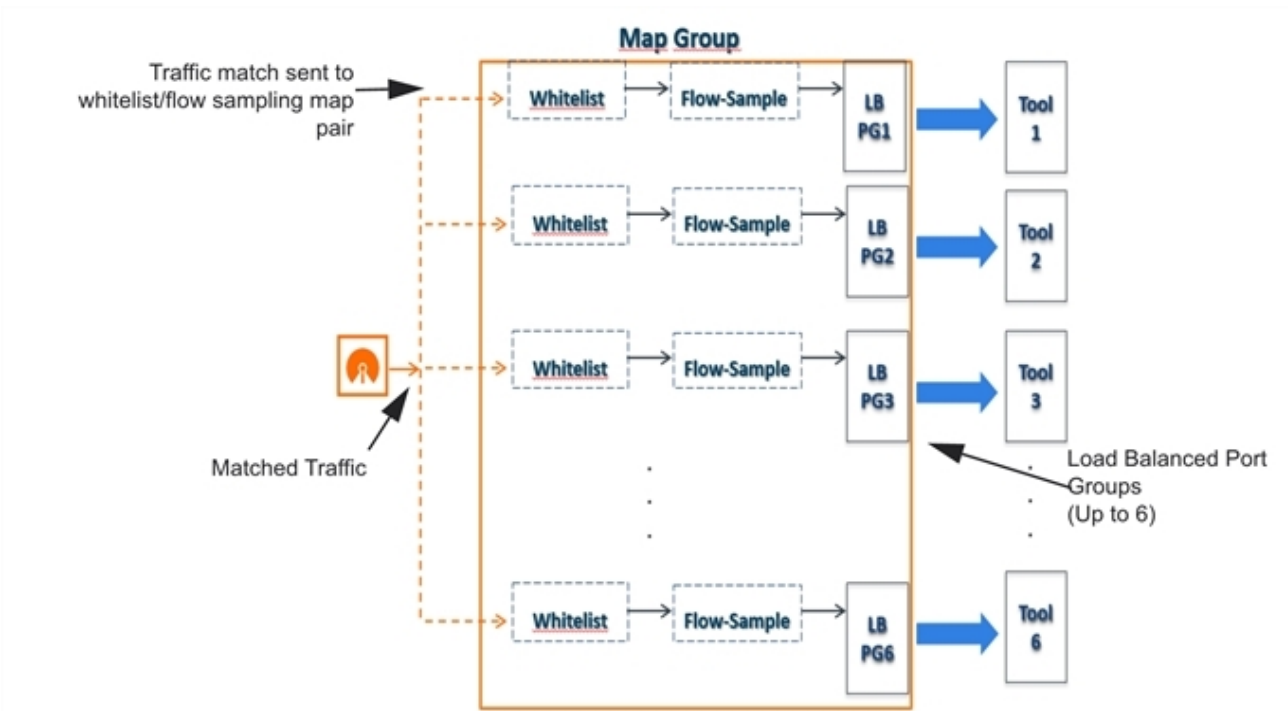 Map Group
Traffic match sent to
whitelist/flow sampling map
pair
Whitelist
Flow-Sample
LB
PG1
Tool
1
Whitelist
Flow-Sample
LB
PG2
Tool
2
Whitelist
Flow-Sample
LB
PG3
Tool
3
Matched Traffic
Load Balanced Port
Groups
(Up to 6)
Whitelist
Flow-Sample
LB
PG6
Tool
6